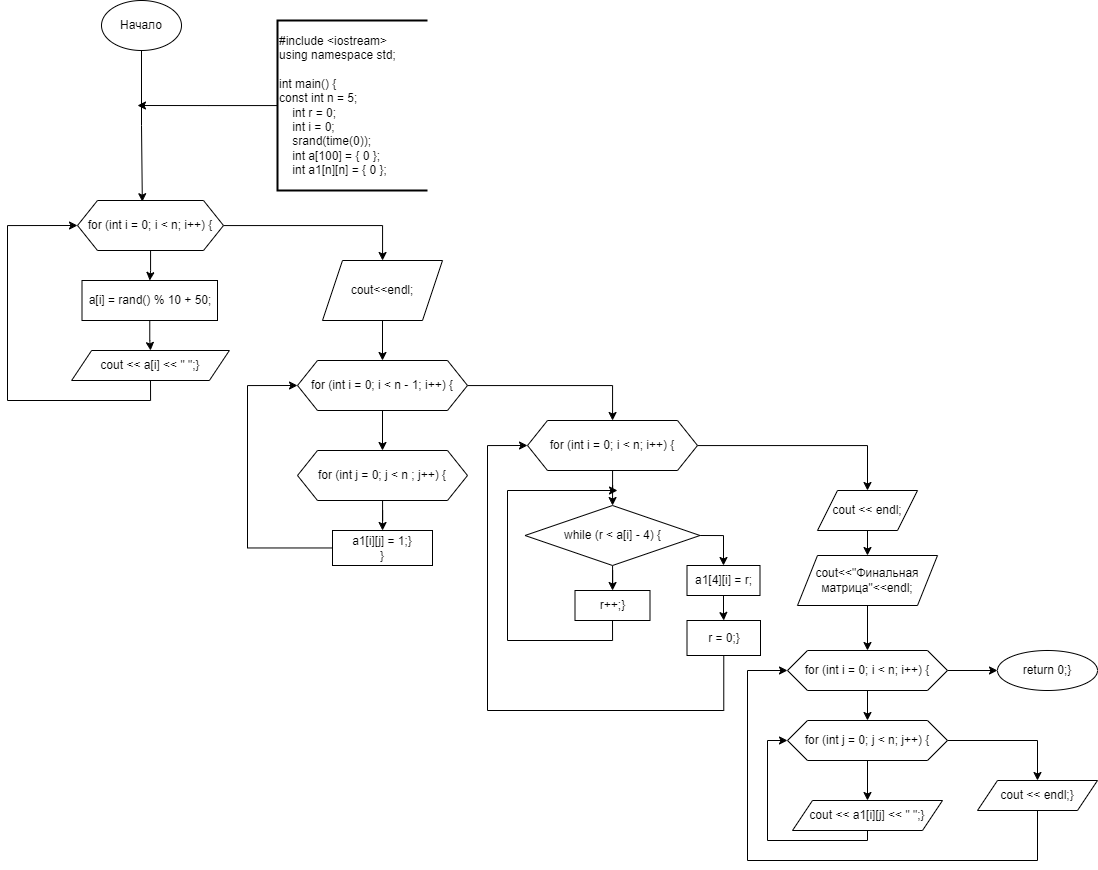 Начало
#include <iostream>
using namespace std;
int main() {
const int n = 5;
int r = 0;
int i = 0;
srand(time(0));
int a[100] = { 0 };
int a1[n][n] = { 0 };
for (int i = 0; i < n; i++) {
a[i] = rand() % 10 + 50;
cout << a[i] << " ";}
cout<<endl;
for (int i = 0; i < n - 1; i++) {
for (int j = 0; j < n ; j++) {
a1[i][j] = 1;}
}
for (int i = 0; i < n; i++) {
while (r < a[i] - 4) {
r++;}
a1[4][i] = r;
r = 0;}
cout << endl;
cout<<"Финальная
матрица"<<endl;
for (int i = 0; i < n; i++) {
return 0;}
for (int j = 0; j < n; j++) {
cout << a1[i][j] << " ";}
cout << endl;}